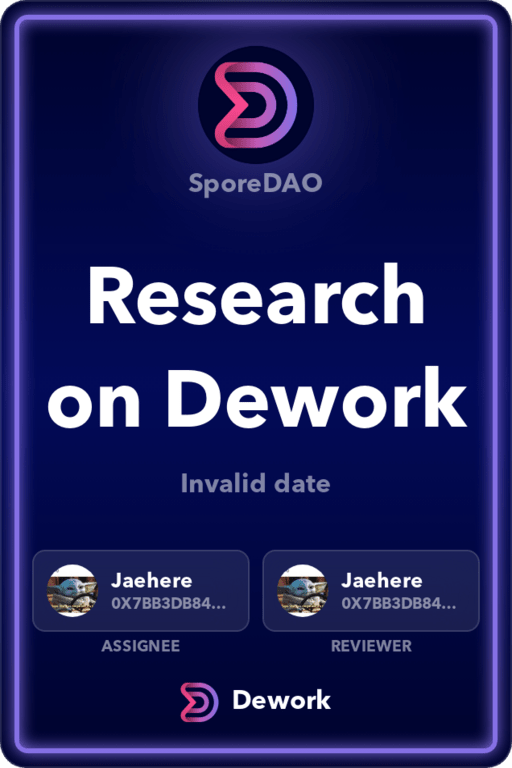 SporeDAO
Research
on Dework
Invalid date
Jaehere
0X7BB3DB84...
Jaehere
0X7BB3DB84...
ASSIGNEE
REVIEWER
Dework